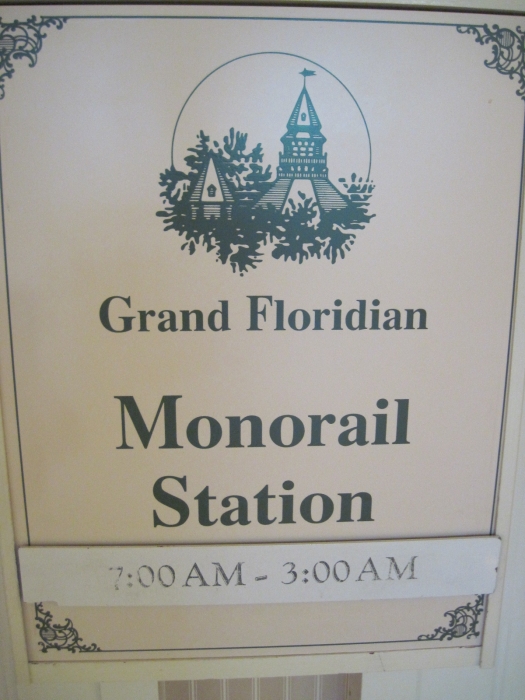 Grand Floridian
Monorail
Station
7:00 AM - 3:00 AM